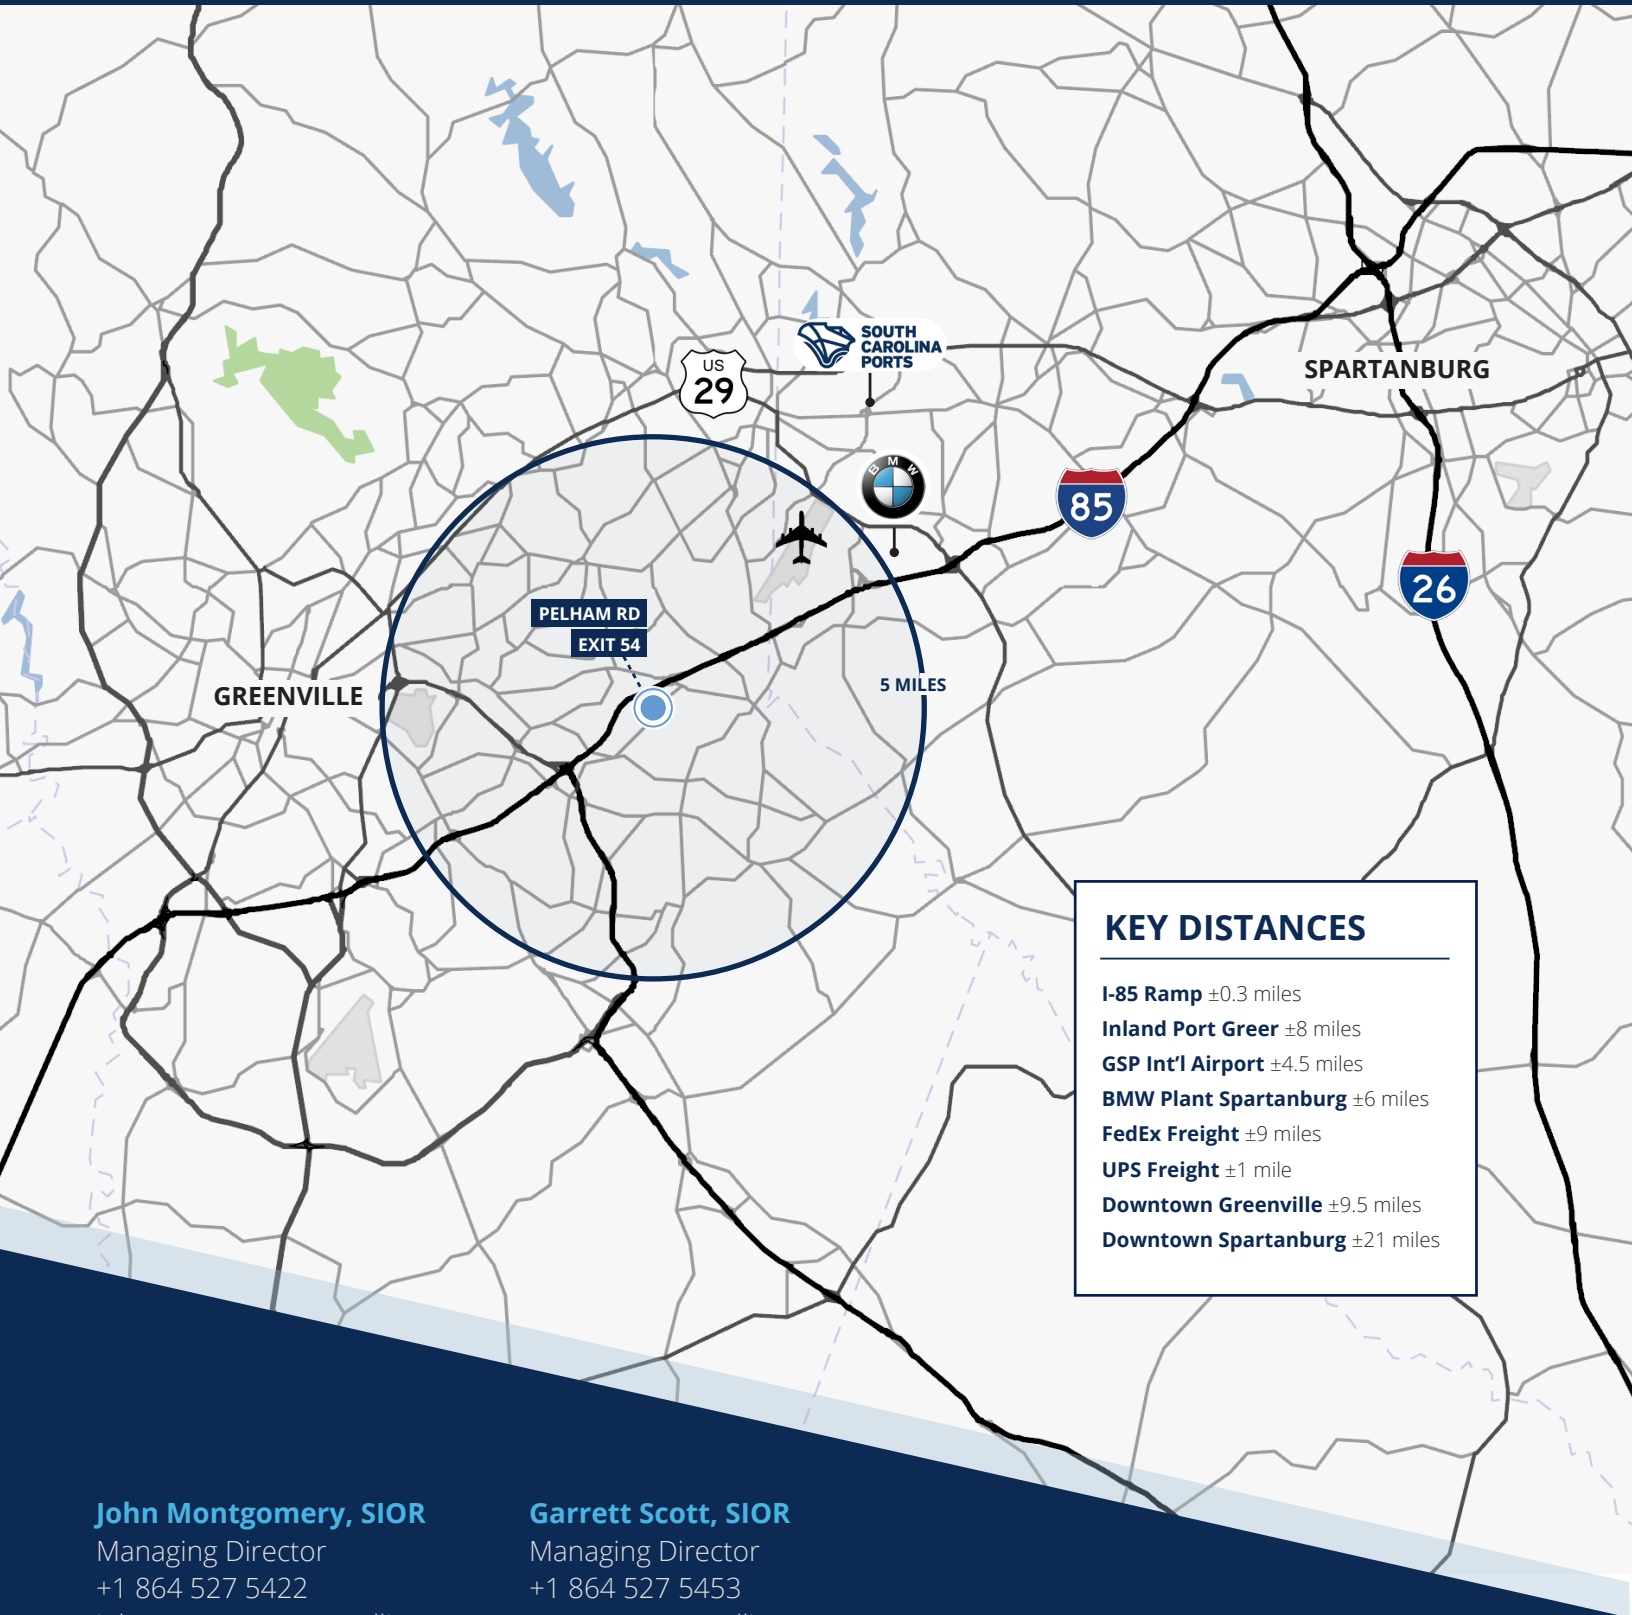 SOUTH
CAROLINA
PORTS
US
29
SPARTANBURG
BMW
85
26
PELHAM RD
EXIT 54
5 MILES
GREENVILLE
KEY DISTANCES
I-85 Ramp ±0.3 miles
Inland Port Greer ±8 miles
GSP Int’l Airport ±4.5 miles
BMW Plant Spartanburg ±6 miles
FedEx Freight ±9 miles
UPS Freight ±1 mile
Downtown Greenville ±9.5 miles
Downtown Spartanburg ±21 miles
John Montgomery, SIOR
Managing Director
+1 864 527 5422
Garrett Scott, SIOR
Managing Director
+1 864 527 5453